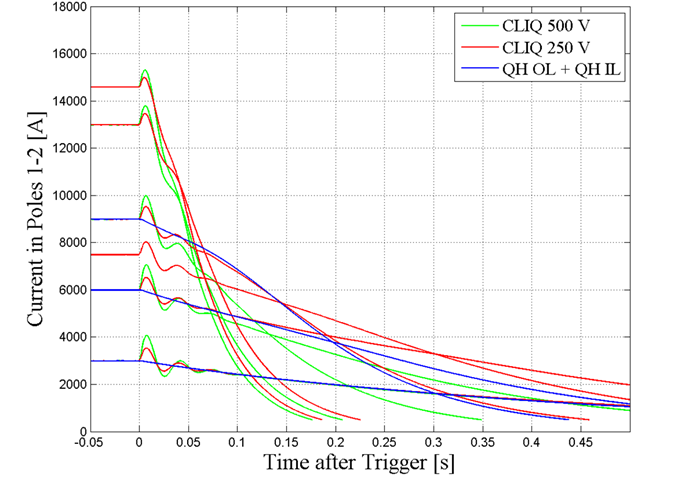 18000
CLIQ 500 V
16000
CLIQ 250 V
QH OL + QH IL
14000
12000
10000
8000
6000
4000
2000
0
Current in Poles 1-2 [A]
-0.05 0 0.05 0.1 0.15 0.2 0.25 0.3 0.35 0.4 0.45
Time after Trigger [s]